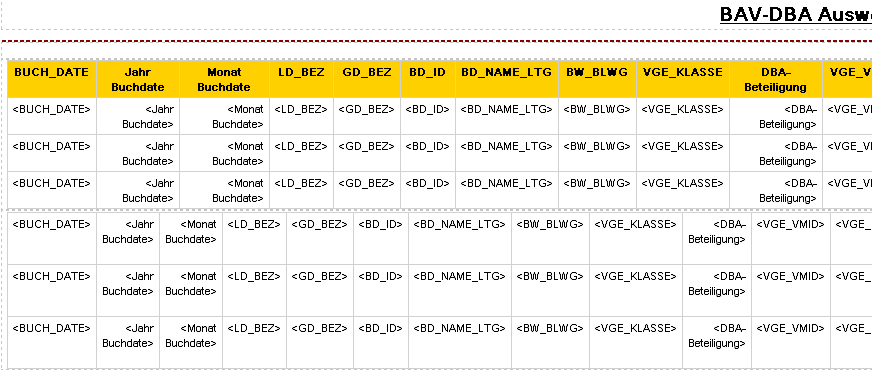 BAV-DBA Ausw
BUCH_DATE Jahr Buchdate Monat Buchdate LD_BEZ GD_BEZ BD_ID BD_NAME_LTG BW_BLWG VGE_KLASSE DBA-Beteiligung VGE_V
<BUCH_DATE> <Jahr Buchdate> <Monat Buchdate> <LD_BEZ> <GD_BEZ> <BD_ID> <BD_NAME_LTG> <BW_BLWG> <VGE_KLASSE> <DBA-Beteiligung> <VGE_V
<BUCH_DATE> <Jahr Buchdate> <Monat Buchdate> <LD_BEZ> <GD_BEZ> <BD_ID> <BD_NAME_LTG> <BW_BLWG> <VGE_KLASSE> <DBA-Beteiligung> <VGE_V
<BUCH_DATE> <Jahr Buchdate> <Monat Buchdate> <LD_BEZ> <GD_BEZ> <BD_ID> <BD_NAME_LTG> <BW_BLWG> <VGE_KLASSE> <DBA-Beteiligung> <VGE_V
<BUCH_DATE> <Jahr Buchdate> <Monat Buchdate> <LD_BEZ> <GD_BEZ> <BD_ID> <BD_NAME_LTG> <BW_BLWG> <VGE_KLASSE> <DBA-Beteiligung> <VGE_VMID> <VGE_
<BUCH_DATE> <Jahr Buchdate> <Monat Buchdate> <LD_BEZ> <GD_BEZ> <BD_ID> <BD_NAME_LTG> <BW_BLWG> <VGE_KLASSE> <DBA-Beteiligung> <VGE_VMID> <VGE_
<BUCH_DATE> <Jahr Buchdate> <Monat Buchdate> <LD_BEZ> <GD_BEZ> <BD_ID> <BD_NAME_LTG> <BW_BLWG> <VGE_KLASSE> <DBA-Beteiligung> <VGE_VMID> <VGE_